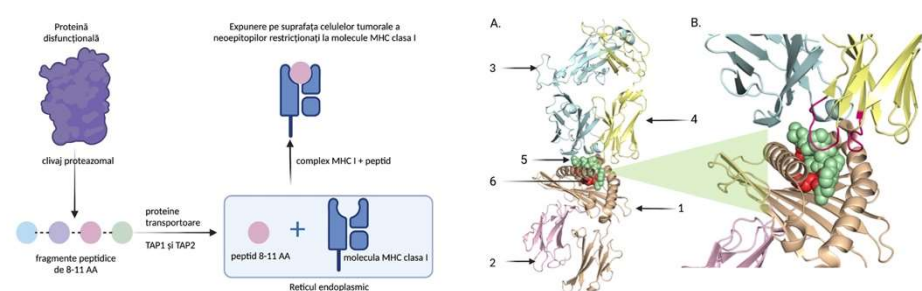 Proteină
disfuncțională
clivaj proteazomal
fragmente peptidice
de 8-11 AA
proteine
transportoare
TAP1 și TAP2
Expunere pe suprafața celulelor tumorale a
neoepitopilor restricționați la molecule MHC clasa I
complex MHC I + peptid
peptid 8-11 AA
+
molecula MHC clasa I
Reticul endoplasmic
A.
B.
3
4
5
6
1
2